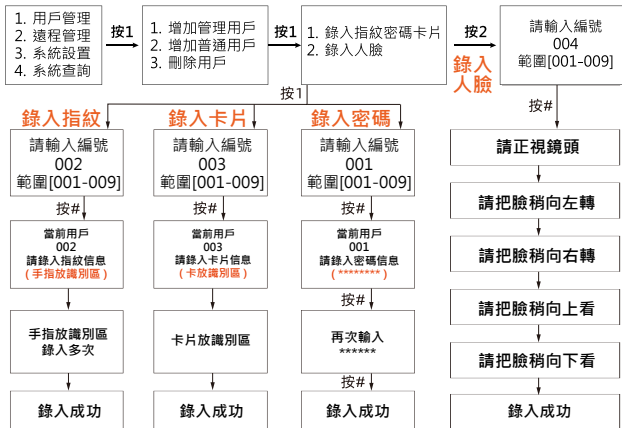 1. 用戶管理
2. 遠程管理
3. 系統設置
4. 系統查詢
按1
1. 增加管理用戶
2. 增加普通用戶
3. 刪除用戶
按1
1. 錄入指紋密碼卡片
2. 錄入人臉
按2
錄入
人臉
請輸入編號
004
範圍[001-009]
按1
按#
錄入指紋
請輸入編號
002
範圍[001-009]
按#
當前用戶
002
請錄入指紋信息
(手指放識別區)
手指放識別區
錄入多次
錄入成功
錄入卡片
請輸入編號
003
範圍[001-009]
按#
當前用戶
003
請錄入卡片信息
(卡放識別區)
卡片放識別區
錄入成功
錄入密碼
請輸入編號
001
範圍[001-009]
按#
當前用戶
001
請錄入密碼信息
(********)
按#
再次輸入
******
按#
錄入成功
請正視鏡頭
請把臉稍向左轉
請把臉稍向右轉
請把臉稍向上看
請把臉稍向下看
錄入成功